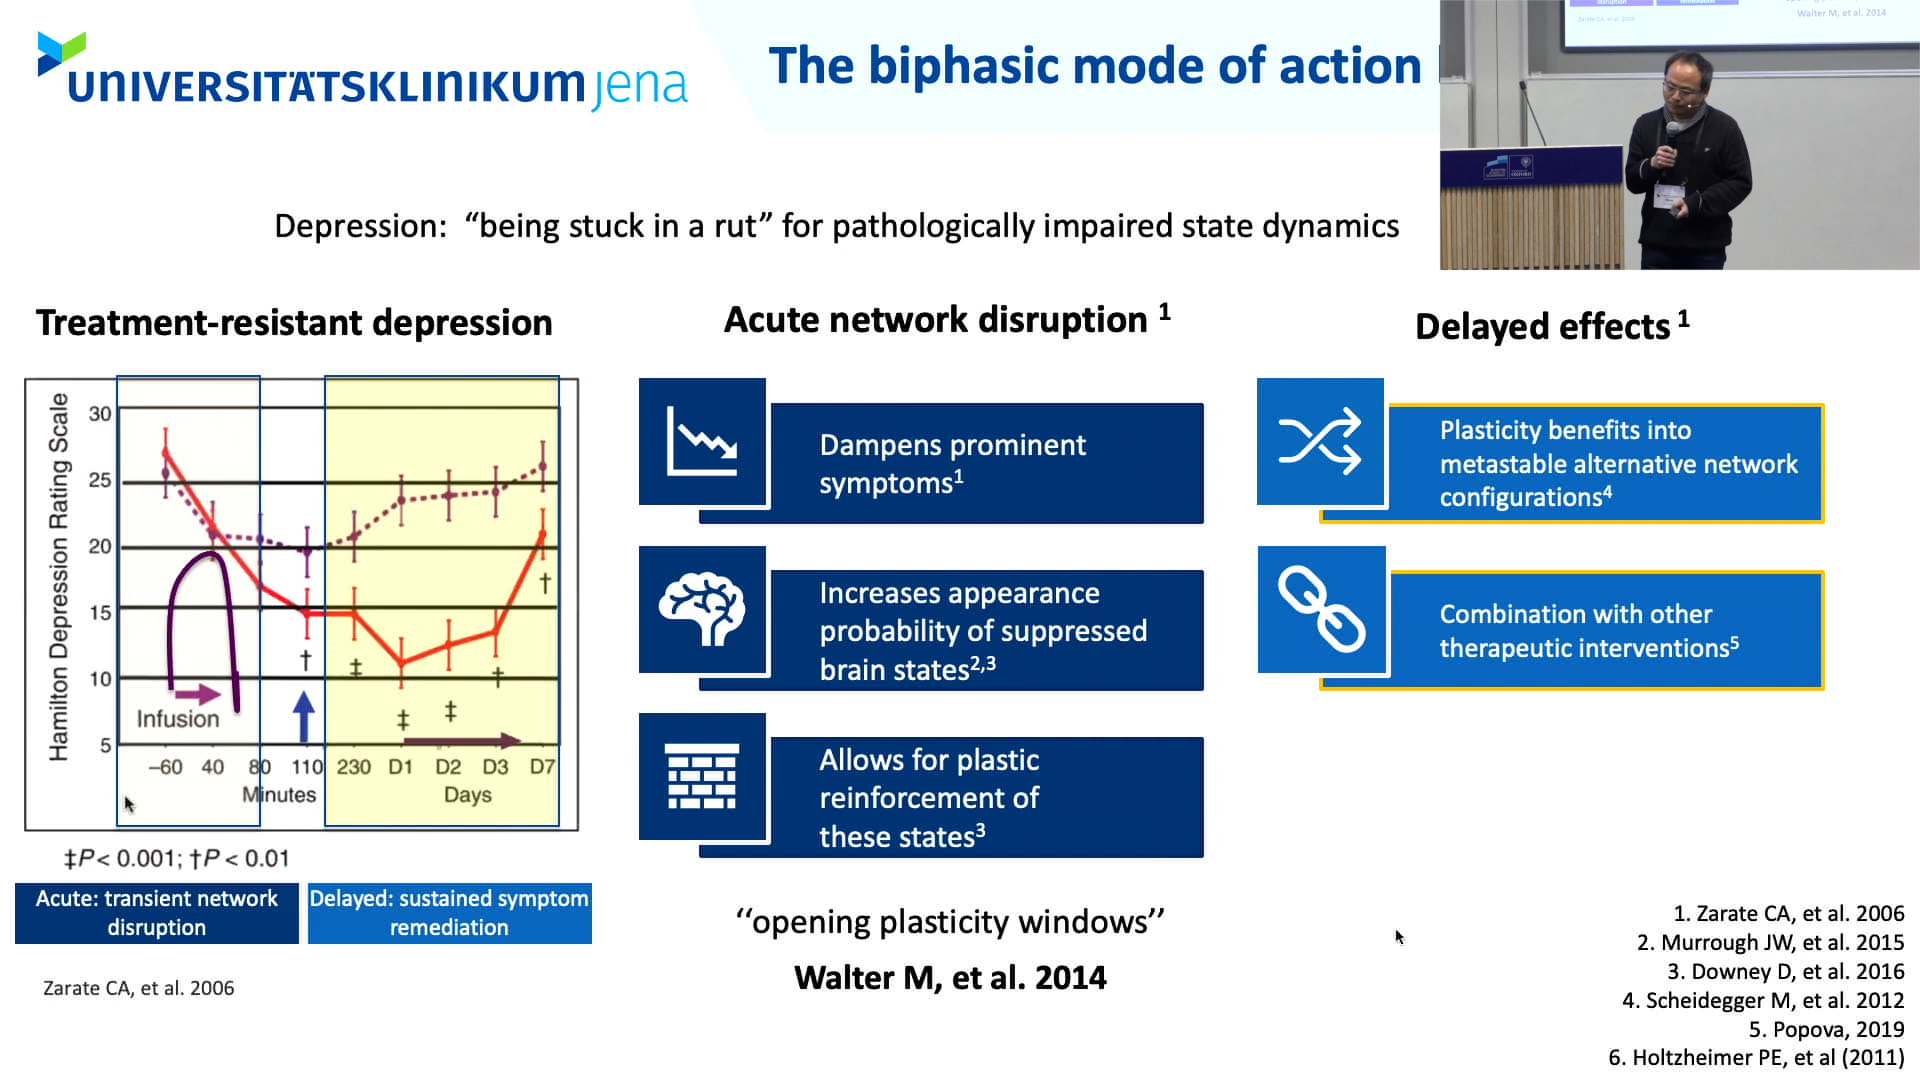 UNIVERSITÄTSKLINIKUM jena
The biphasic mode of action
Walter M, et al. 2014
OXFORD
Depression: “being stuck in a rut” for pathologically impaired state dynamics
Treatment-resistant depression
Hamilton Depression Rating Scale
30
25
20
15
10
5
† ‡ ‡ ‡ † †
Infusion
–60 40 80 110 230 D1 D2 D3 D7
Minutes Days
‡P< 0.001; †P < 0.01
Acute: transient network
disruption
Delayed: sustained symptom
remediation
Zarate CA, et al. 2006
Acute network disruption 1
Dampens prominent
symptoms1
Increases appearance
probability of suppressed
brain states2,3
Allows for plastic
reinforcement of
these states3
‘‘opening plasticity windows’’
Walter M, et al. 2014
Delayed effects 1
Plasticity benefits into
metastable alternative network
configurations4
Combination with other
therapeutic interventions5
1. Zarate CA, et al. 2006
2. Murrough JW, et al. 2015
3. Downey D, et al. 2016
4. Scheidegger M, et al. 2012
5. Popova, 2019
6. Holtzheimer PE, et al (2011)